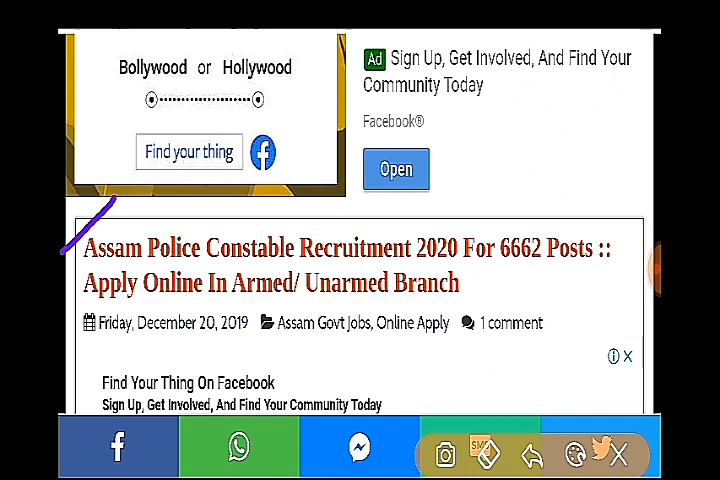 Bollywood or Hollywood
Find your thing
Ad Sign Up, Get Involved, And Find Your
Community Today
Facebook®
Open
Assam Police Constable Recruitment 2020 For 6662 Posts ::
Apply Online In Armed/ Unarmed Branch
Friday, December 20, 2019 Assam Govt Jobs, Online Apply 1 comment
Find Your Thing On Facebook
Sign Up, Get Involved, And Find Your Community Today
SMS